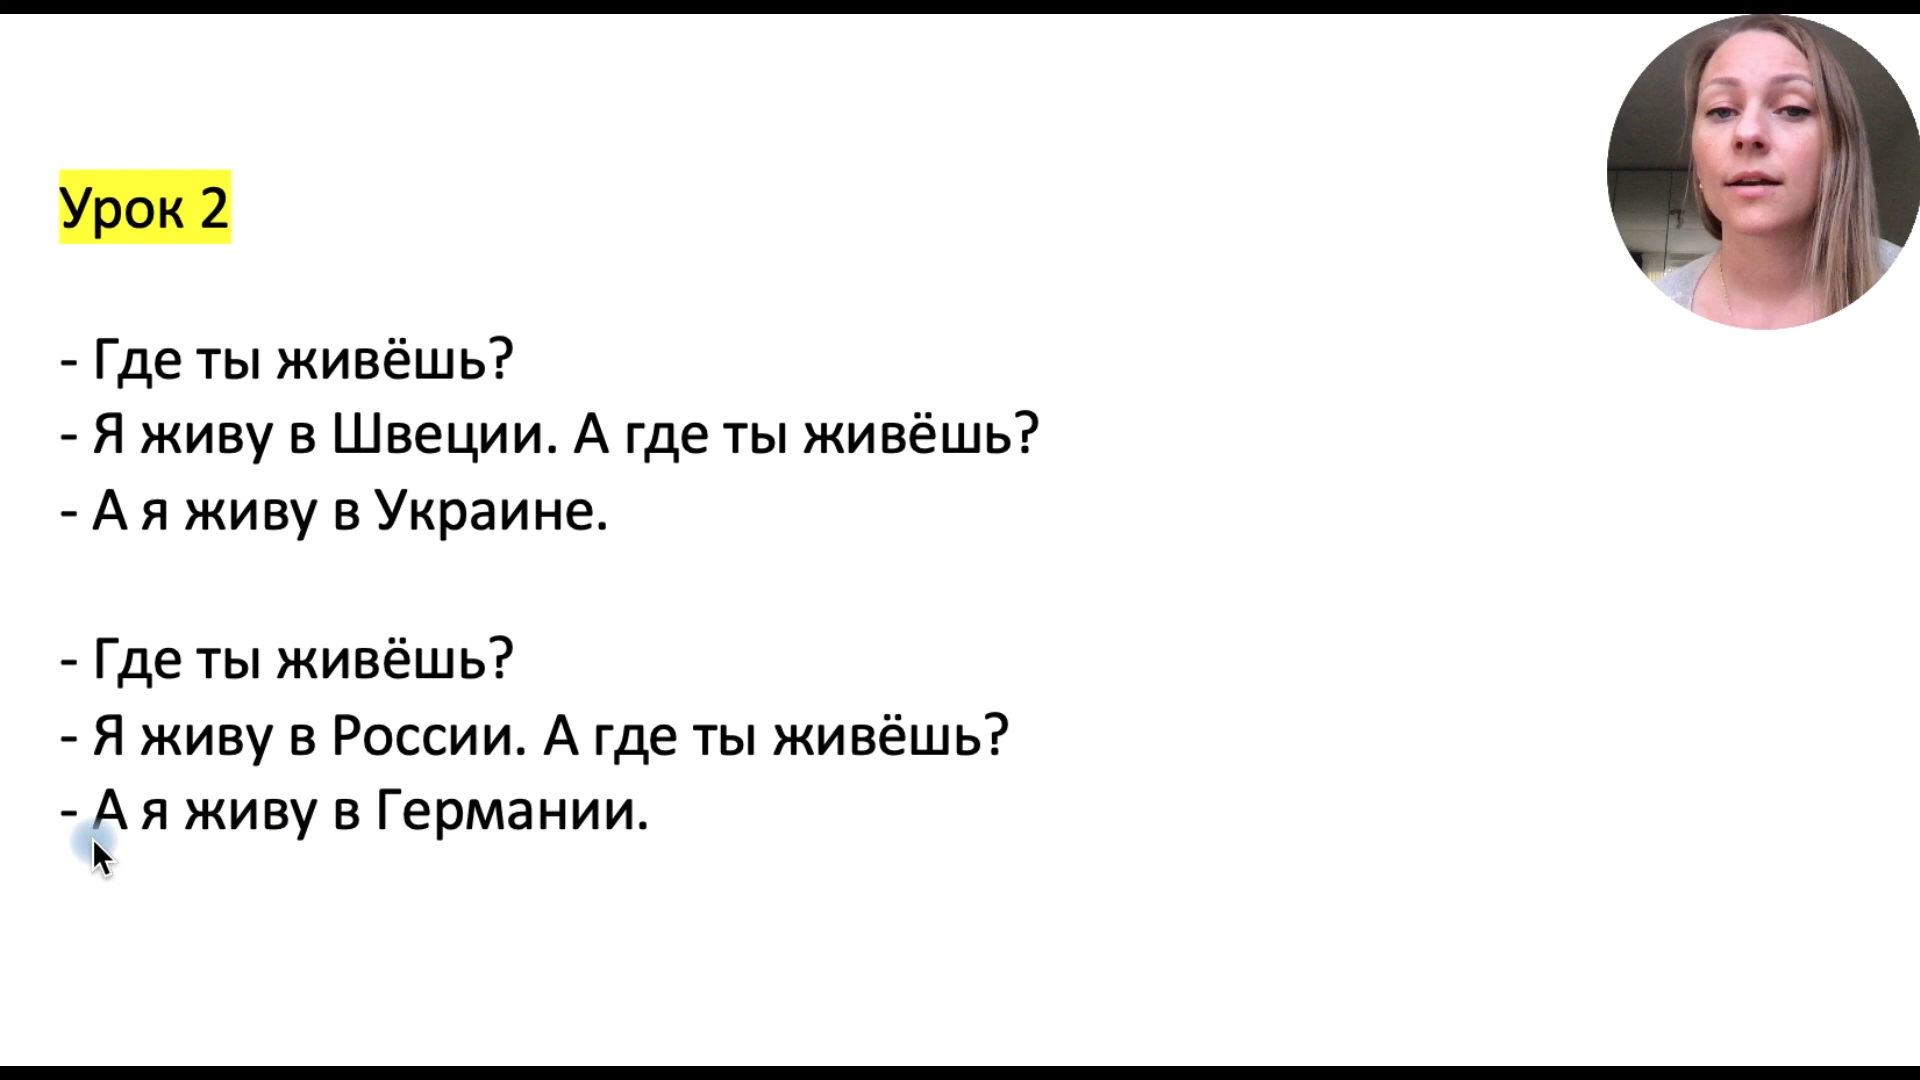 Урок 2
- Где ты живёшь?
- Я живу в Швеции. А где ты живёшь?
- А я живу в Украине.
- Где ты живёшь?
- Я живу в России. А где ты живёшь?
- А я живу в Германии.